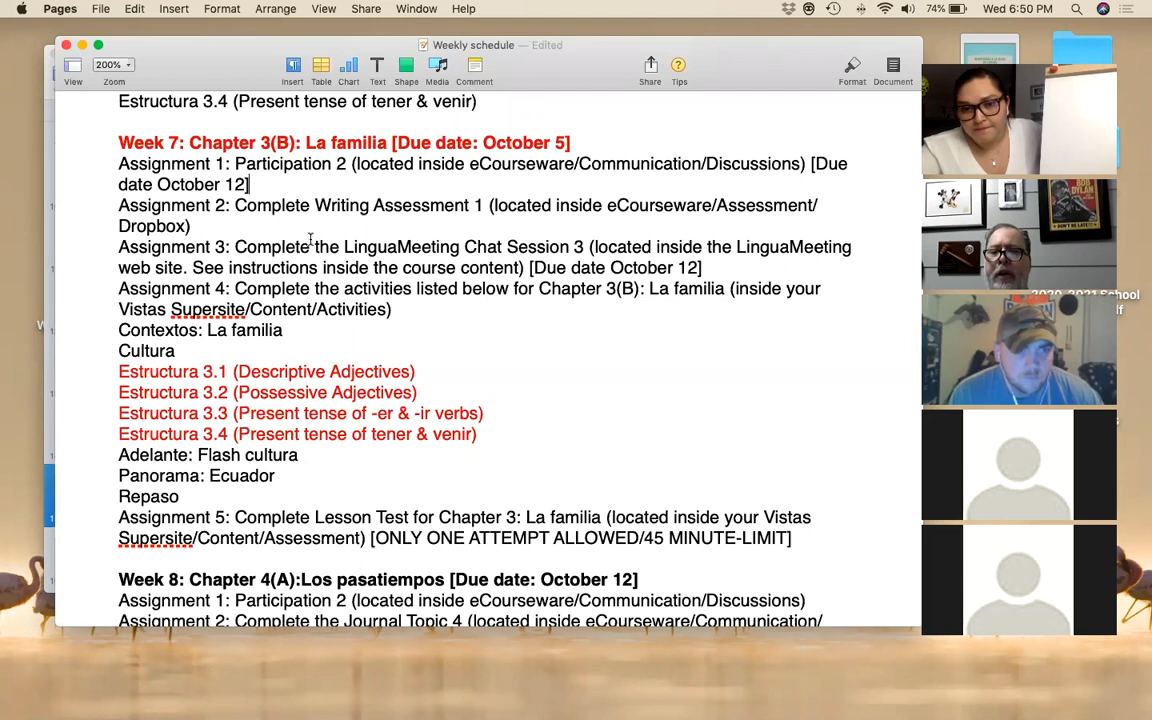 Pages File Edit Insert Format Arrange View Share Window Help 74% Wed 6:50 PM
Weekly schedule — Edited
200%
View Zoom Insert Table Chart Text Shape Media Comment Share Tips Format Document
Estructura 3.4 (Present tense of tener & venir)
Week 7: Chapter 3(B): La familia [Due date: October 5]
Assignment 1: Participation 2 (located inside eCourseware/Communication/Discussions) [Due
date October 12]
Assignment 2: Complete Writing Assessment 1 (located inside eCourseware/Assessment/
Dropbox)
Assignment 3: Complete the LinguaMeeting Chat Session 3 (located inside the LinguaMeeting
web site. See instructions inside the course content) [Due date October 12]
Assignment 4: Complete the activities listed below for Chapter 3(B): La familia (inside your
Vistas Supersite/Content/Activities)
Contextos: La familia
Cultura
Estructura 3.1 (Descriptive Adjectives)
Estructura 3.2 (Possessive Adjectives)
Estructura 3.3 (Present tense of -er & -ir verbs)
Estructura 3.4 (Present tense of tener & venir)
Adelante: Flash cultura
Panorama: Ecuador
Repaso
Assignment 5: Complete Lesson Test for Chapter 3: La familia (located inside your Vistas
Supersite/Content/Assessment) [ONLY ONE ATTEMPT ALLOWED/45 MINUTE-LIMIT]
Week 8: Chapter 4(A):Los pasatiempos [Due date: October 12]
Assignment 1: Participation 2 (located inside eCourseware/Communication/Discussions)
Assignment 2: Complete the Journal Topic 4 (located inside eCourseware/Communication/
BOB DYLAN
2020-2021 School